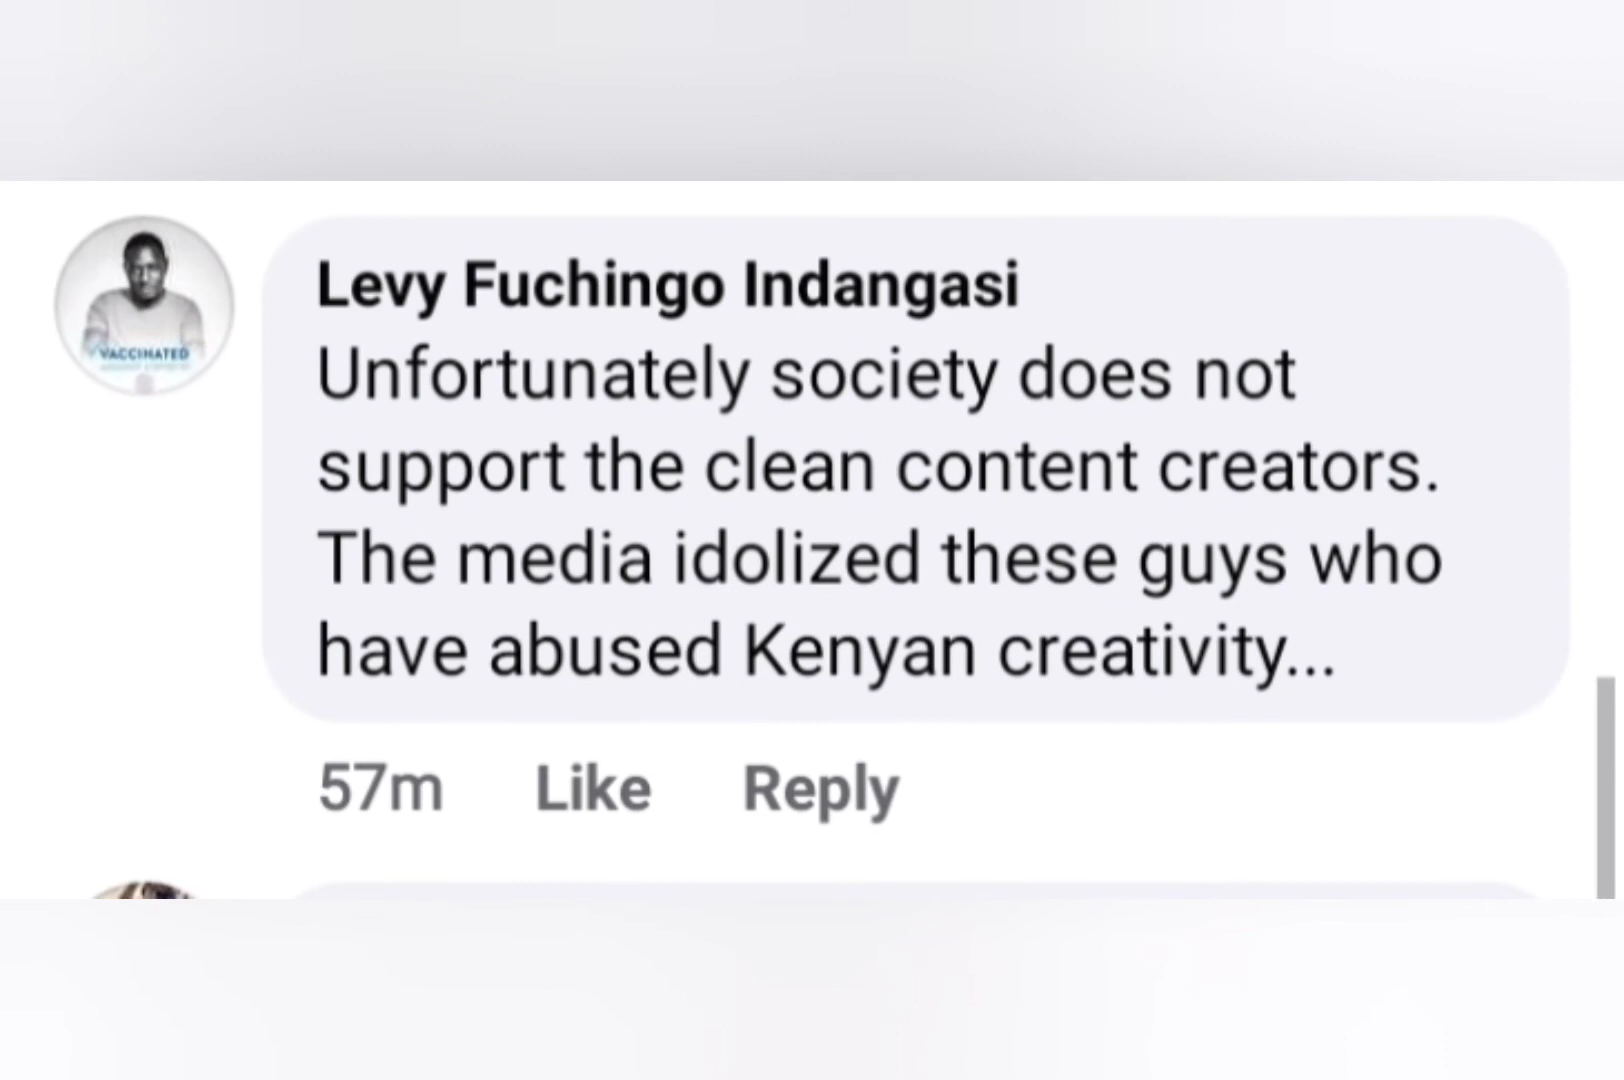 Levy Fuchingo Indangasi
Unfortunately society does not
support the clean content creators.
The media idolized these guys who
have abused Kenyan creativity...
VACCINATED
57m Like Reply